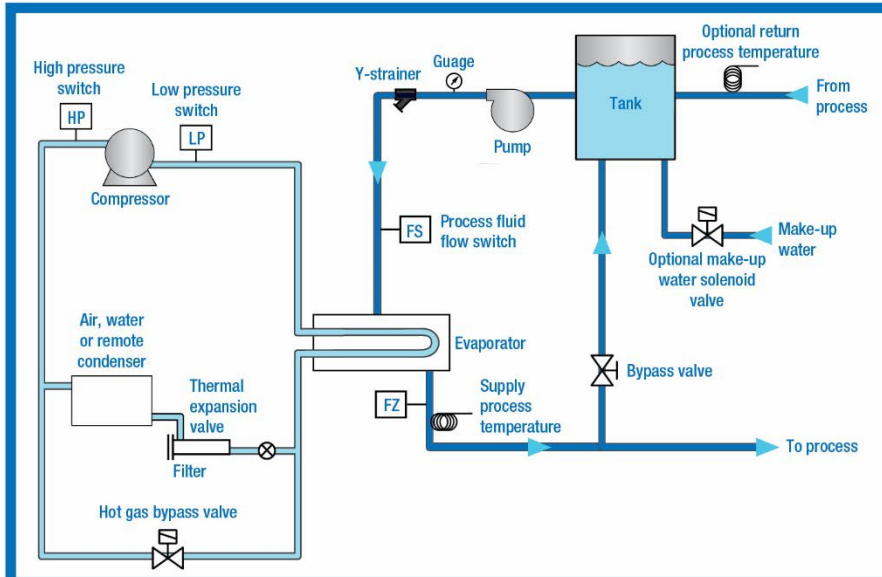 High pressure
switch
HP
Low pressure
switch
LP
Compressor
Y-strainer
Guage
Pump
Tank
Optional return
process temperature
From
process
FS
Process fluid
flow switch
Make-up
water
Optional make-up
water solenoid
valve
Air, water
or remote
condenser
Thermal
expansion
valve
Filter
Evaporator
FZ
Supply
process
temperature
Bypass valve
To process
Hot gas bypass valve